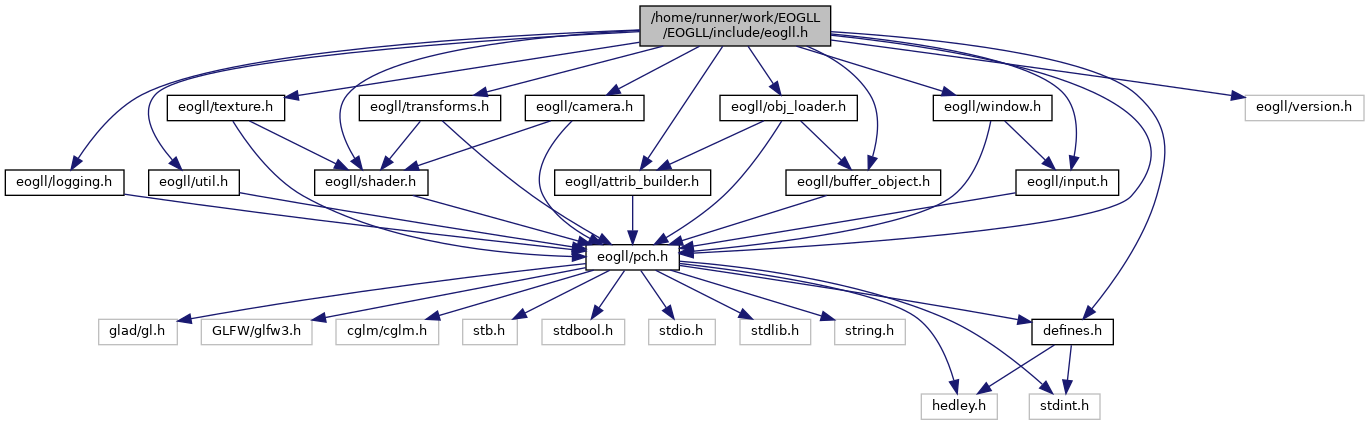 /home/runner/work/EOGLL
/EOGLL/include/eogll.h
eogll/texture.h
eogll/transforms.h
eogll/camera.h
eogll/obj_loader.h
eogll/window.h
eogll/version.h
eogll/logging.h
eogll/util.h
eogll/shader.h
eogll/attrib_builder.h
eogll/buffer_object.h
eogll/input.h
eogll/pch.h
glad/gl.h
GLFW/glfw3.h
cglm/cglm.h
stb.h
stdbool.h
stdio.h
stdlib.h
string.h
defines.h
hedley.h
stdint.h